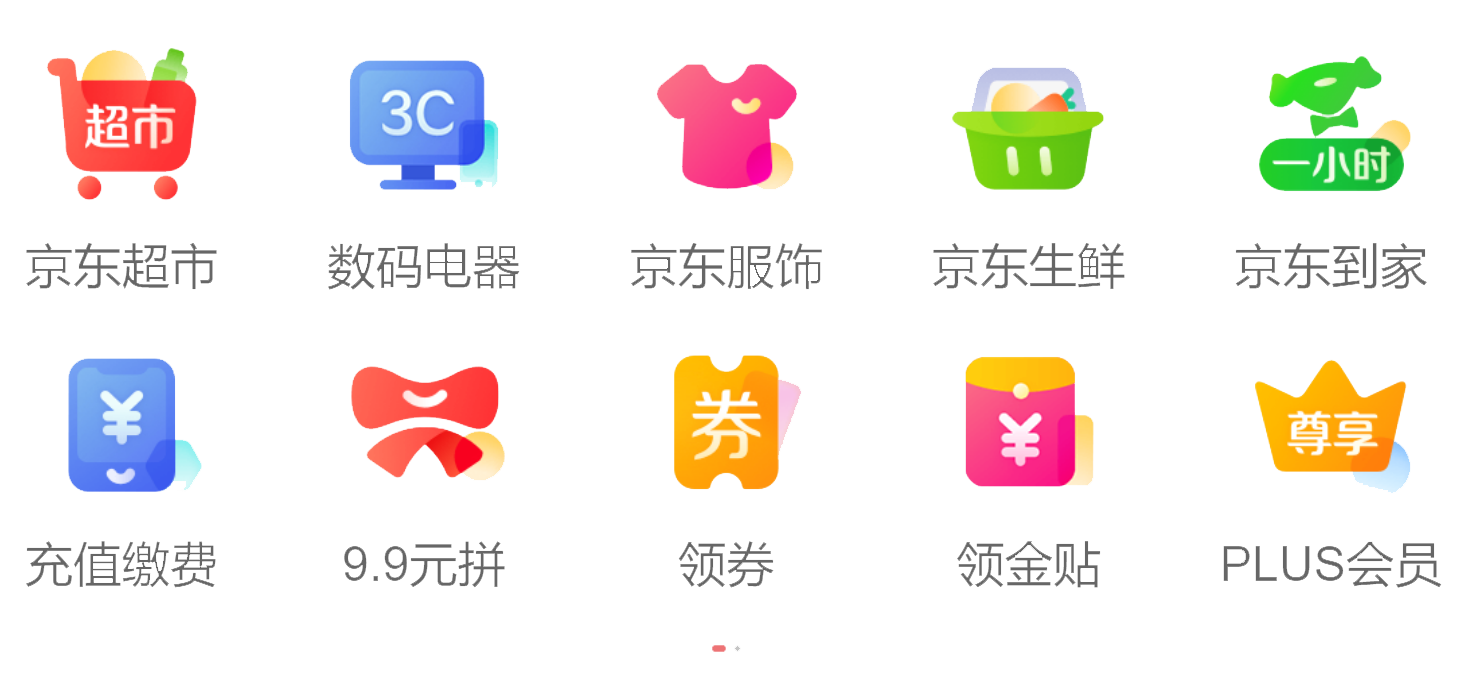 超市
3C
一小时
京东超市
数码电器
京东服饰
京东生鲜
京东到家
¥
券
¥
尊享
充值缴费
9.9元拼
领券
领金贴
PLUS会员